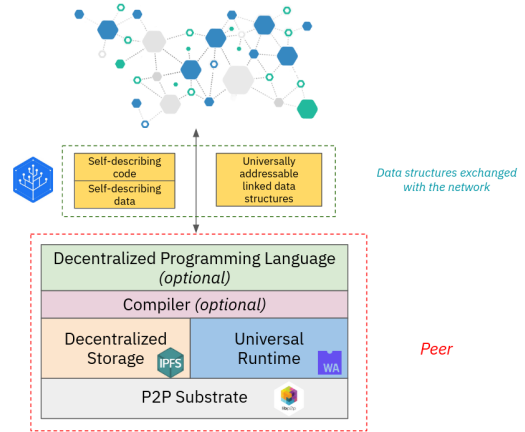 Self-describing
code
Self-describing
data
Universally
addressable
linked data
structures
Data structures exchanged
with the network
Decentralized Programming Language
(optional)
Compiler (optional)
Decentralized
Storage
IPFS
Universal
Runtime
WA
P2P Substrate
Peer